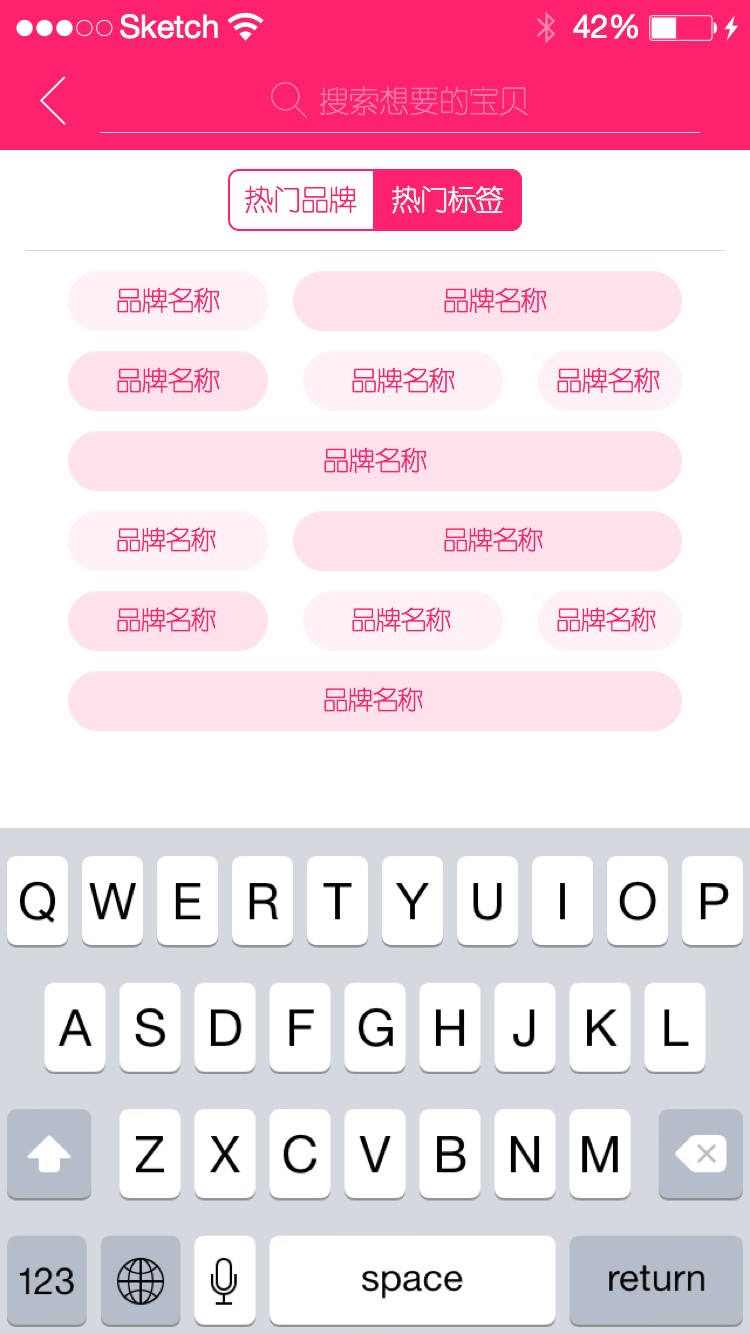 Sketch 42%
搜索想要的宝贝
热门品牌 热门标签
品牌名称 品牌名称
品牌名称 品牌名称 品牌名称
品牌名称
品牌名称 品牌名称
品牌名称 品牌名称 品牌名称
品牌名称
Q W E R T Y U I O P
A S D F G H J K L
Z X C V B N M
123 space return